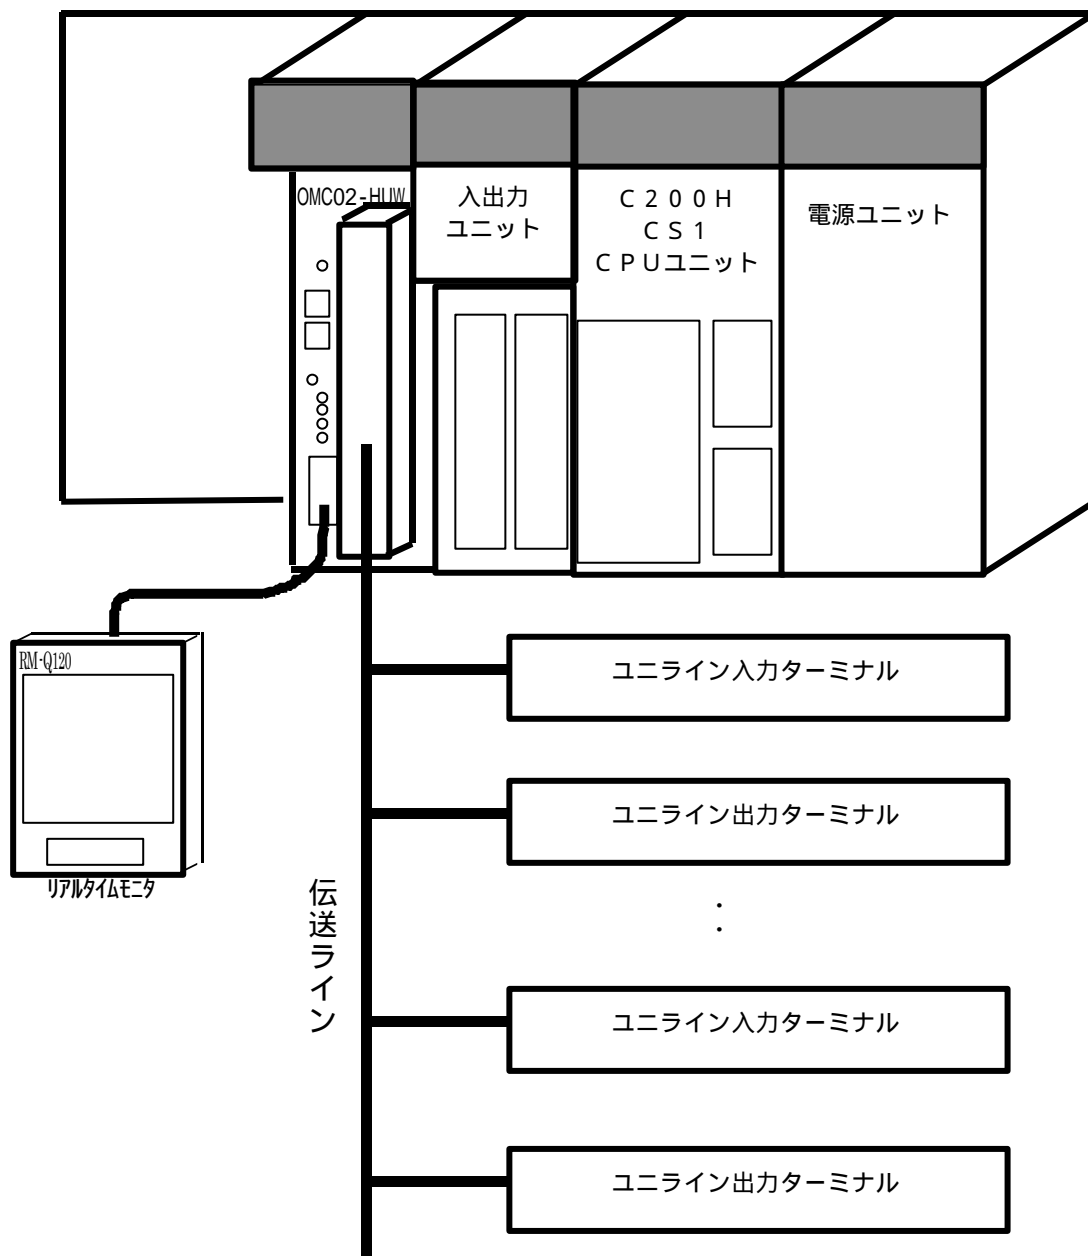 OMC02-HUW
入出力
ユニット
Ｃ２００Ｈ
ＣＳ１
ＣＰＵユニット
電源ユニット
RM-Q120
リアルタイムモニタ
伝送ライン
ユニライン入力ターミナル
ユニライン出力ターミナル
：
ユニライン入力ターミナル
ユニライン出力ターミナル